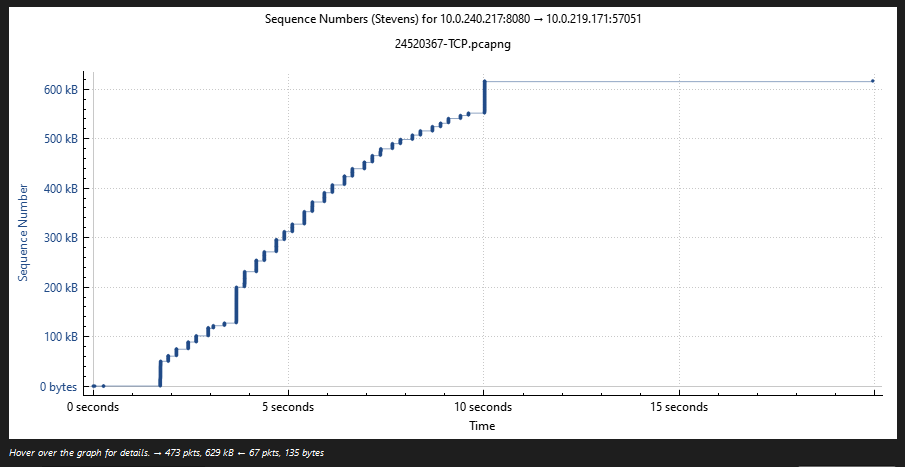 Sequence Numbers (Stevens) for 10.0.240.217:8080 → 10.0.219.171:57051
24520367-TCP.pcapng
600 kB
500 kB
400 kB
300 kB
200 kB
100 kB
0 bytes
Sequence Number
0 seconds
5 seconds
10 seconds
15 seconds
Time
Hover over the graph for details. → 473 pkts, 629 kB ← 67 pkts, 135 bytes